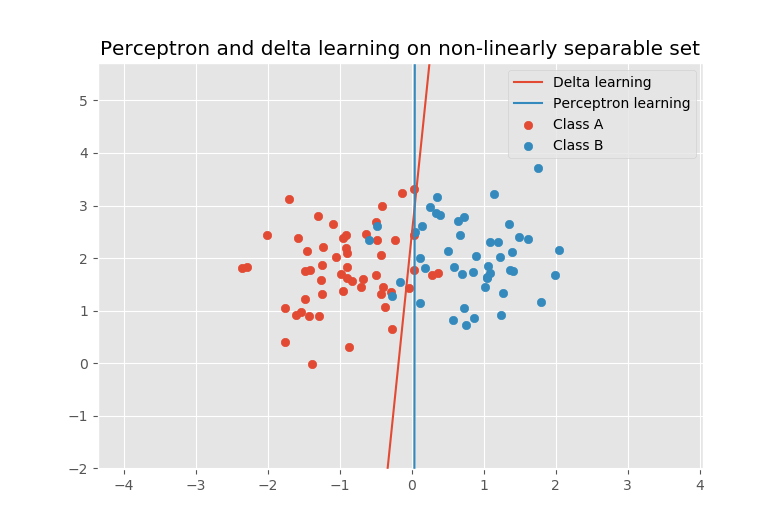 Perceptron and delta learning on non-linearly separable set
Delta learning
Perceptron learning
Class A
Class B
5
4
3
2
1
0
−1
−2
−4 −3 −2 −1 0 1 2 3 4